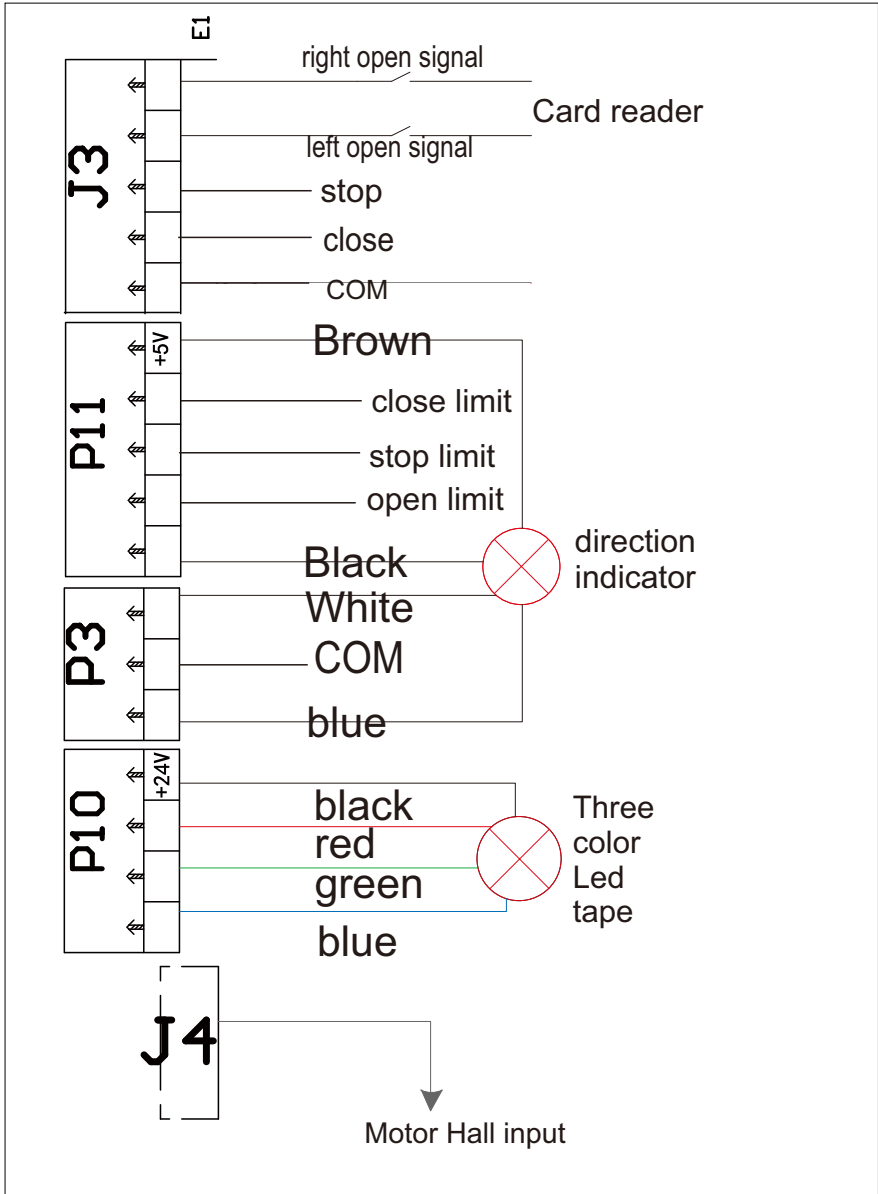 E1
right open signal
J3
Card reader
left open signal
stop
close
COM
P11
+5V
Brown
close limit
stop limit
open limit
direction
indicator
Black
P3
White
COM
blue
P10
+24V
black
red
green
blue
Three
color
Led
tape
J4
Motor Hall input